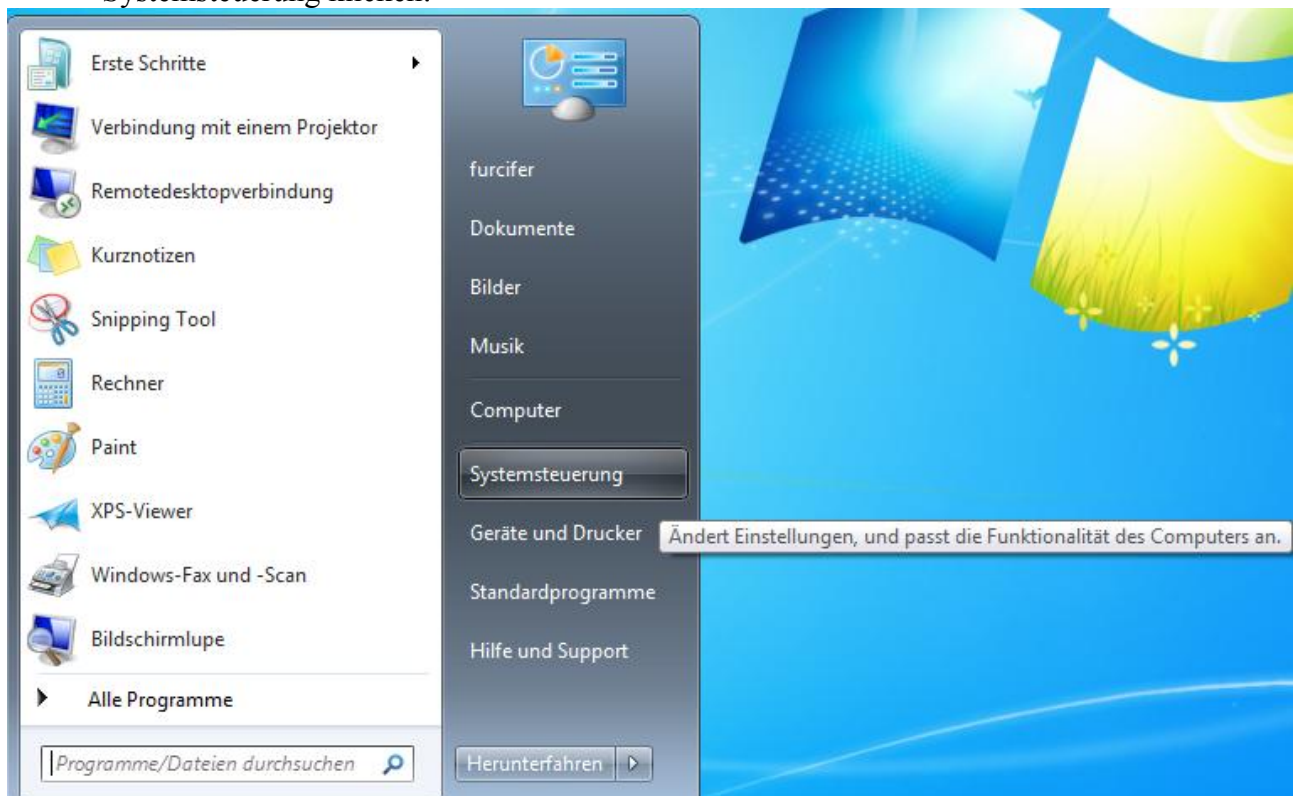 Erste Schritte
Verbindung mit einem Projektor
Remotedesktopverbindung
Kurznotizen
Snipping Tool
Rechner
Paint
XPS-Viewer
Windows-Fax und -Scan
Bildschirmlupe
Alle Programme
Programme/Dateien durchsuchen
furcifer
Dokumente
Bilder
Musik
Computer
Systemsteuerung
Geräte und Drucker
Ändert Einstellungen, und passt die Funktionalität des Computers an.
Standardprogramme
Hilfe und Support
Herunterfahren